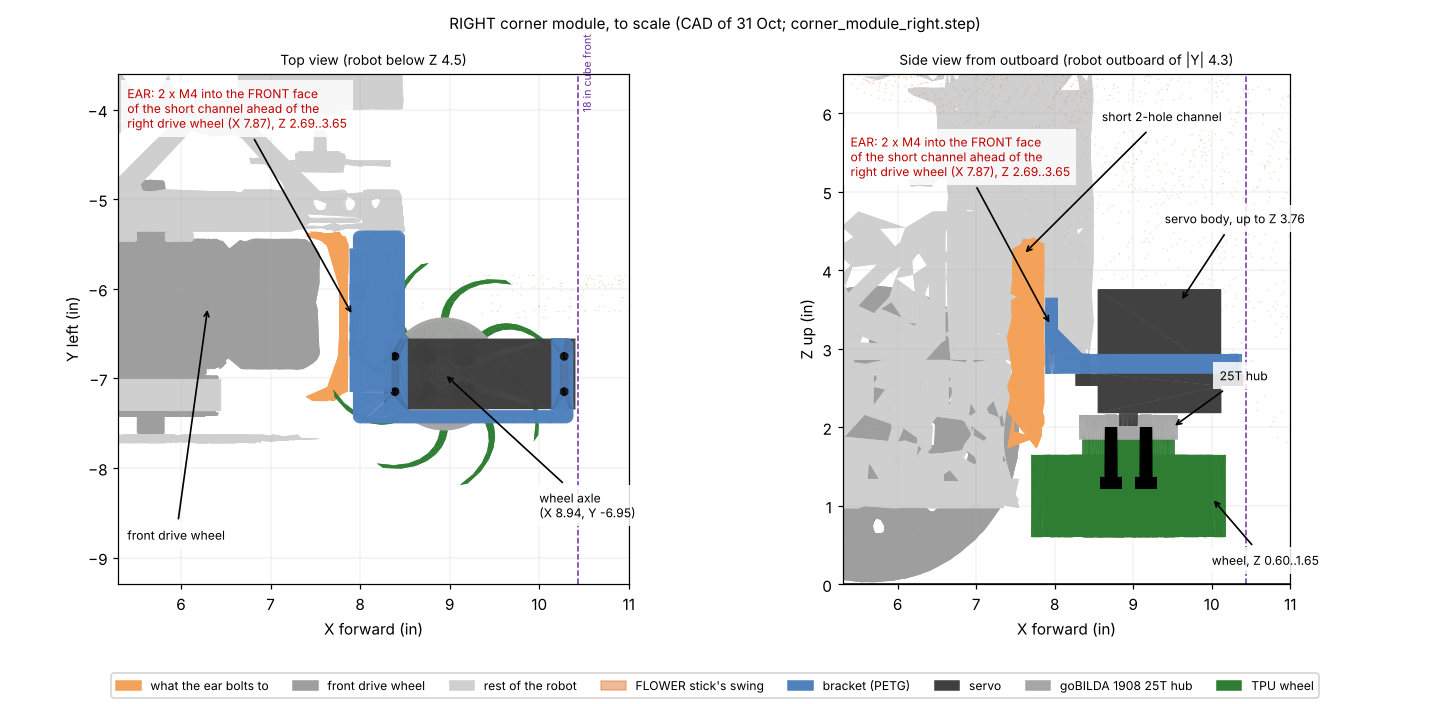 RIGHT corner module, to scale (CAD of 31 Oct; corner_module_right.step)
Top view (robot below Z 4.5)
18 in cube front
EAR: 2 x M4 into the FRONT face
of the short channel ahead of the
right drive wheel (X 7.87), Z 2.69..3.65
wheel axle
(X 8.94, Y -6.95)
front drive wheel
−4
−5
−6
−7
−8
−9
Y left (in)
6
7
8
9
10
11
X forward (in)
Side view from outboard (robot outboard of |Y| 4.3)
short 2-hole channel
EAR: 2 x M4 into the FRONT face
of the short channel ahead of the
right drive wheel (X 7.87), Z 2.69..3.65
servo body, up to Z 3.76
25T hub
wheel, Z 0.60..1.65
6
5
4
3
2
1
0
Z up (in)
6
7
8
9
10
11
X forward (in)
what the ear bolts to
front drive wheel
rest of the robot
FLOWER stick's swing
bracket (PETG)
servo
goBILDA 1908 25T hub
TPU wheel